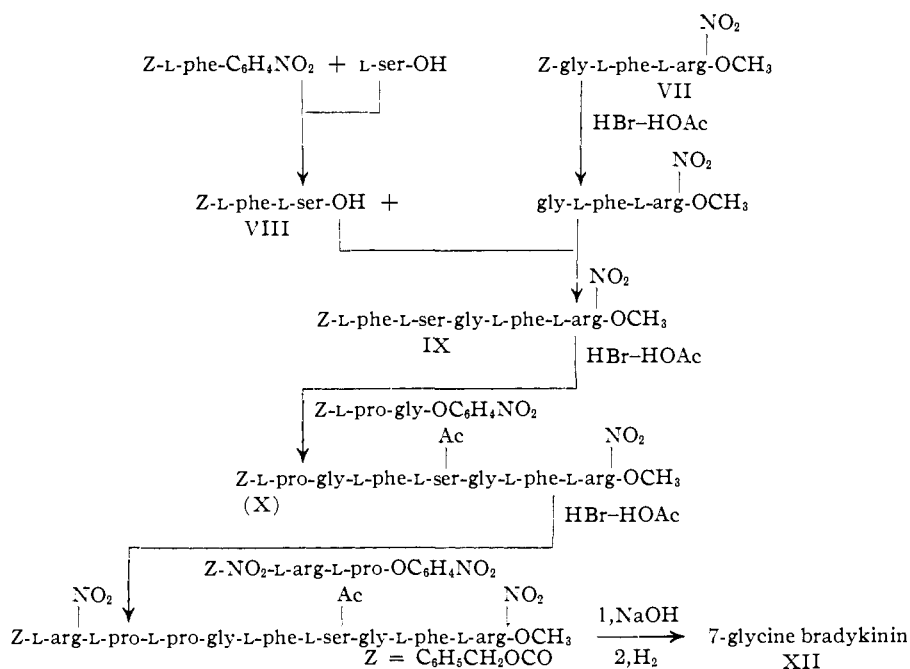 NO₂
Z-L-phe-C₆H₄NO₂ + L-ser-OH
Z-gly-L-phe-L-arg-OCH₃
VII
HBr–HOAc
NO₂
Z-L-phe-L-ser-OH +
VIII
gly-L-phe-L-arg-OCH₃
NO₂
Z-L-phe-L-ser-gly-L-phe-L-arg-OCH₃
IX
HBr–HOAc
Z-L-pro-gly-OC₆H₄NO₂
Ac
NO₂
Z-L-pro-gly-L-phe-L-ser-gly-L-phe-L-arg-OCH₃
(X)
HBr–HOAc
Z-NO₂-L-arg-L-pro-OC₆H₄NO₂
NO₂
Ac
NO₂
Z-L-arg-L-pro-L-pro-gly-L-phe-L-ser-gly-L-phe-L-arg-OCH₃
Z = C₆H₅CH₂OCO
1,NaOH
2,H₂
7-glycine bradykinin
XII